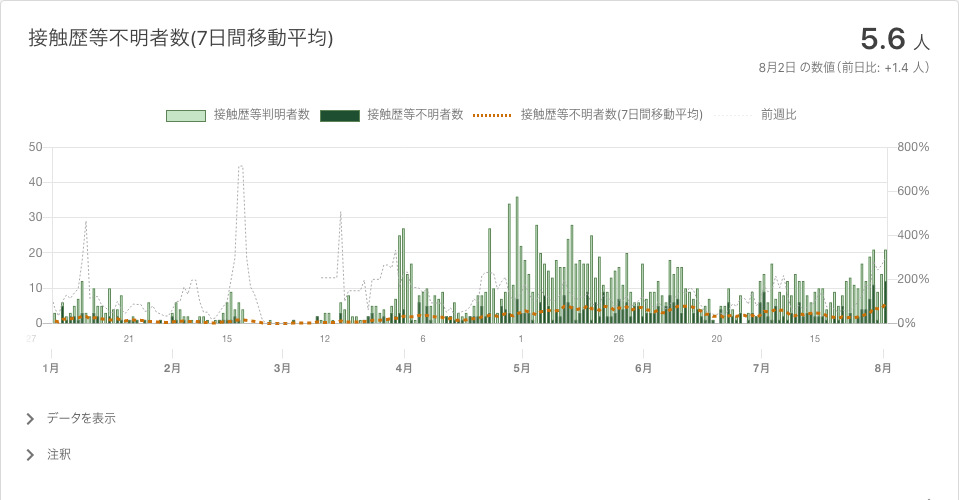 接触歴等不明者数(7日間移動平均)
5.6 人
8月2日 の数値（前日比: +1.4 人）
接触歴等判明者数 接触歴等不明者数 接触歴等不明者数(7日間移動平均) 前週比
50 800%
40 600%
30 400%
20 200%
10
0 0%
37 21 15 12 6 1 26 20 15
1月 2月 3月 4月 5月 6月 7月 8月
データを表示
注釈